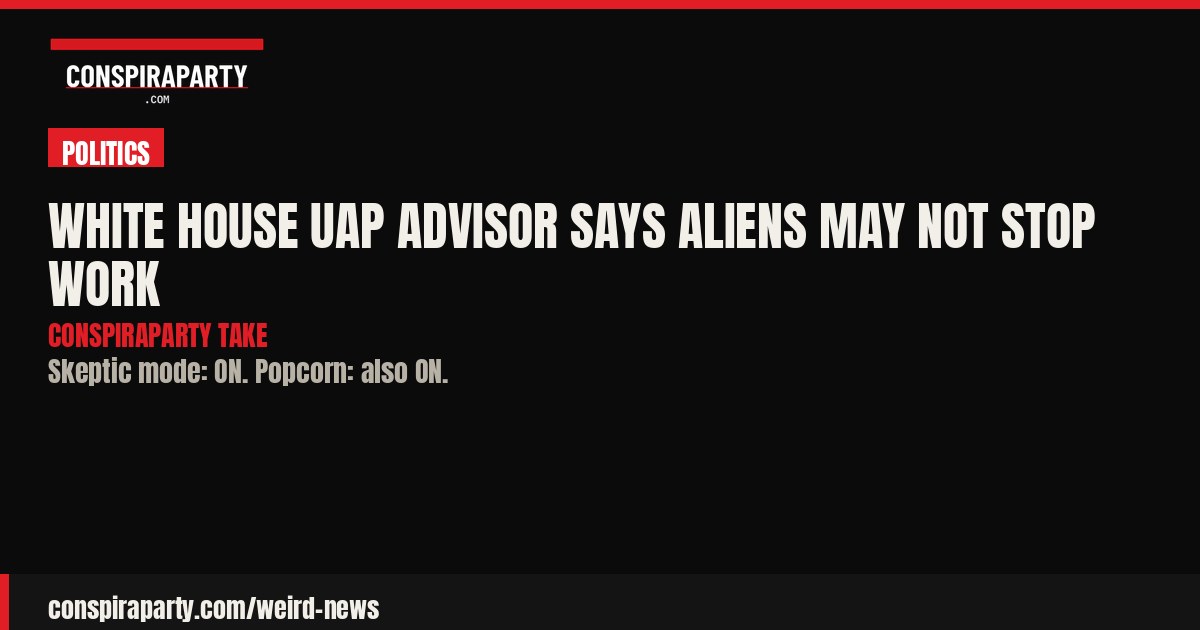 CONSPIRAPARTY
.COM
POLITICS
WHITE HOUSE UAP ADVISOR SAYS ALIENS MAY NOT STOP
WORK
CONSPIRAPARTY TAKE
Skeptic mode: ON. Popcorn: also ON.
conspiraparty.com/weird-news